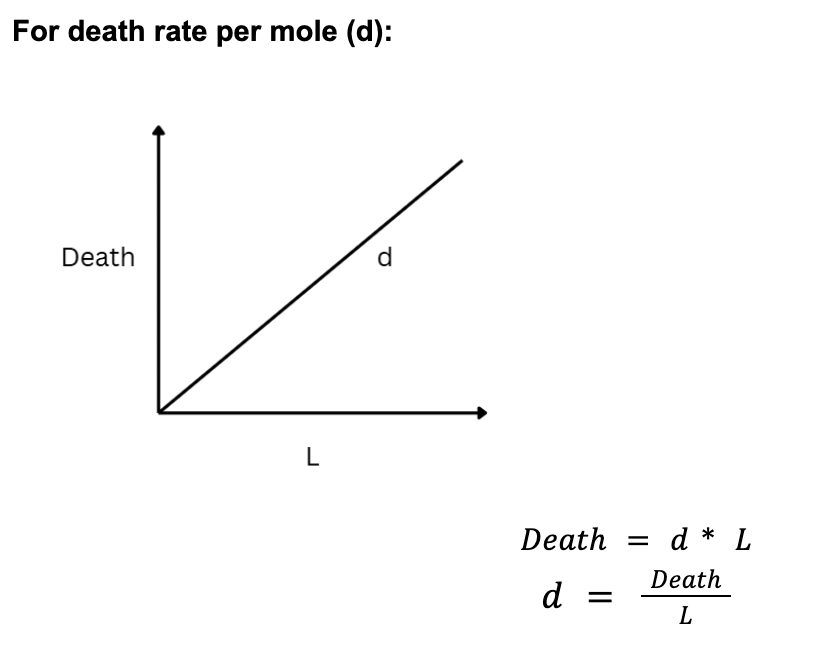 For death rate per mole (d):
Death
d
L
Death = d * L
d = Death
L